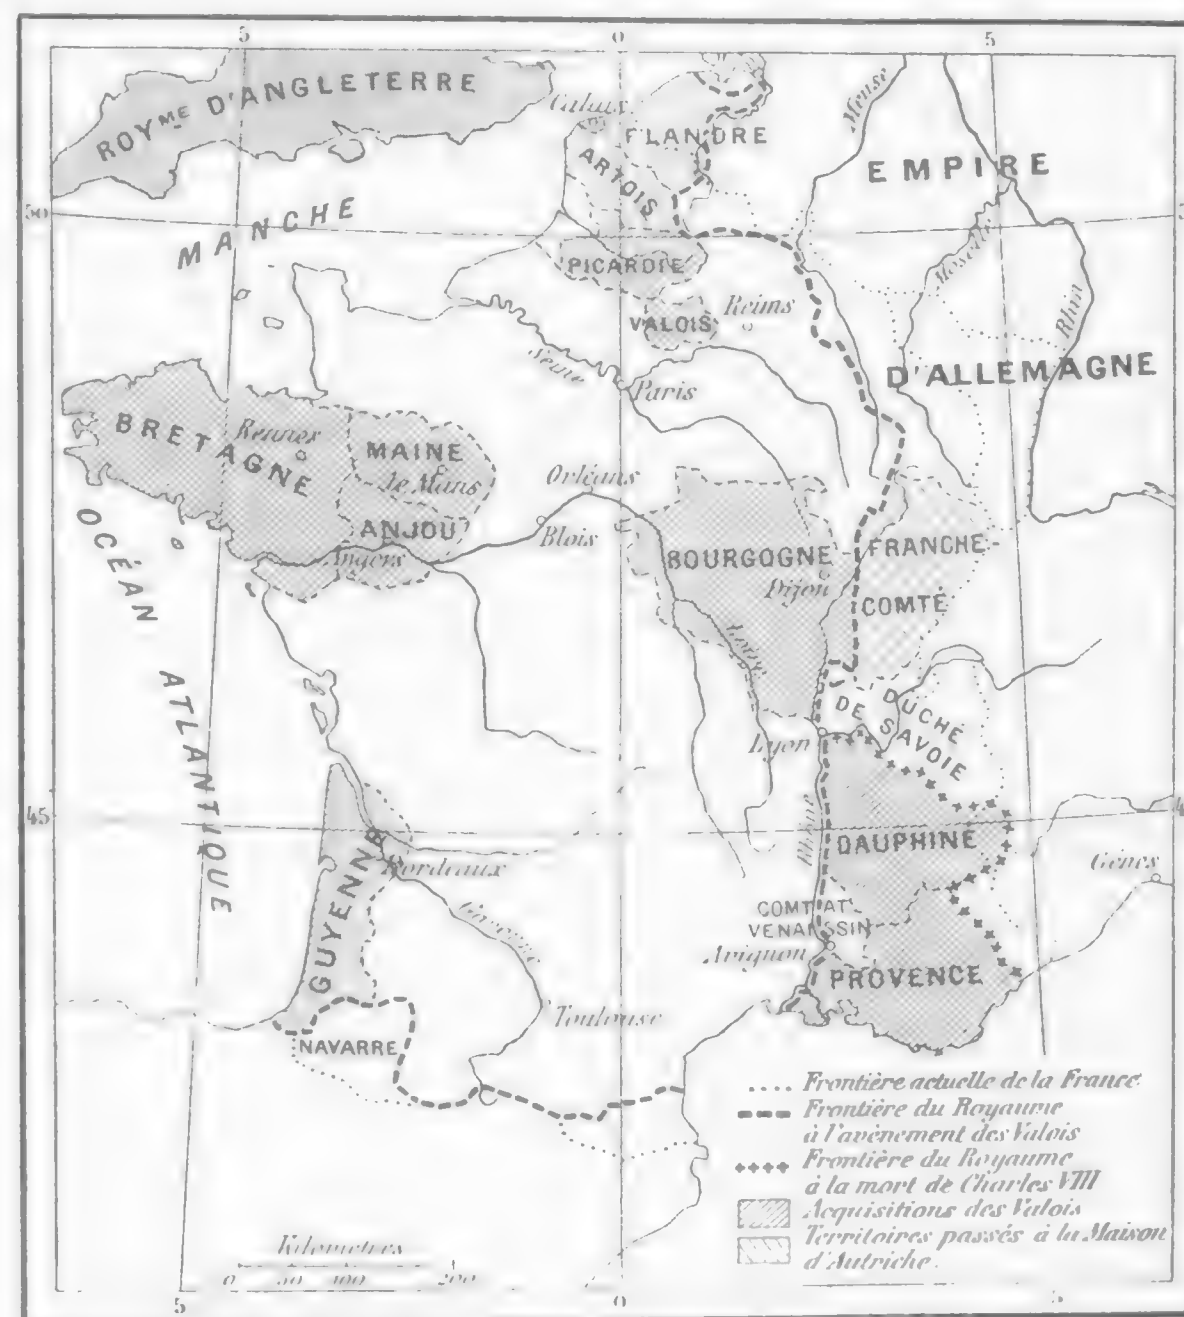 5 0 5
ROYME D'ANGLETERRE
Calais
FLANDRE
Meuse
ARTOIS
EMPIRE
50
MANCHE
PICARDIE
Moselle
Rhin
VALOIS
Reims
Seine
Paris
D'ALLEMAGNE
BRETAGNE
Rennes
MAINE
le Mans
Orléans
ANJOU
Blois
Angers
BOURGOGNE
Dijon
FRANCHE
COMTÉ
OCÉAN ATLANTIQUE
Loire
DUCHÉ
DE SAVOIE
Lyon
45
4
Rhône
DAUPHINÉ
Bordeaux
Gênes
GUYENNE
Garonne
COMTAT
VENAISSIN
Avignon
PROVENCE
Toulouse
NAVARRE
Frontière actuelle de la France
Frontière du Royaume
à l'avènement des Valois
Frontière du Royaume
à la mort de Charles VIII
Acquisitions des Valois
Territoires passés à la Maison
d'Autriche.
Kilomètres
0 50 100 200
5 0 5